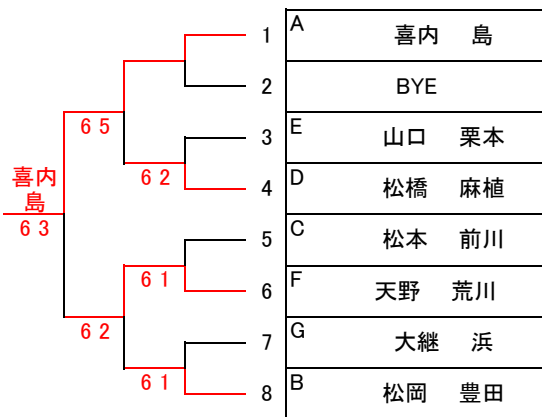 1 A 喜内 島
2 BYE
6 5
3 E 山口 栗本
6 2
4 D 松橋 麻植
喜内
島
6 3
5 C 松本 前川
6 1
6 F 天野 荒川
6 2
7 G 大継 浜
6 1
8 B 松岡 豊田